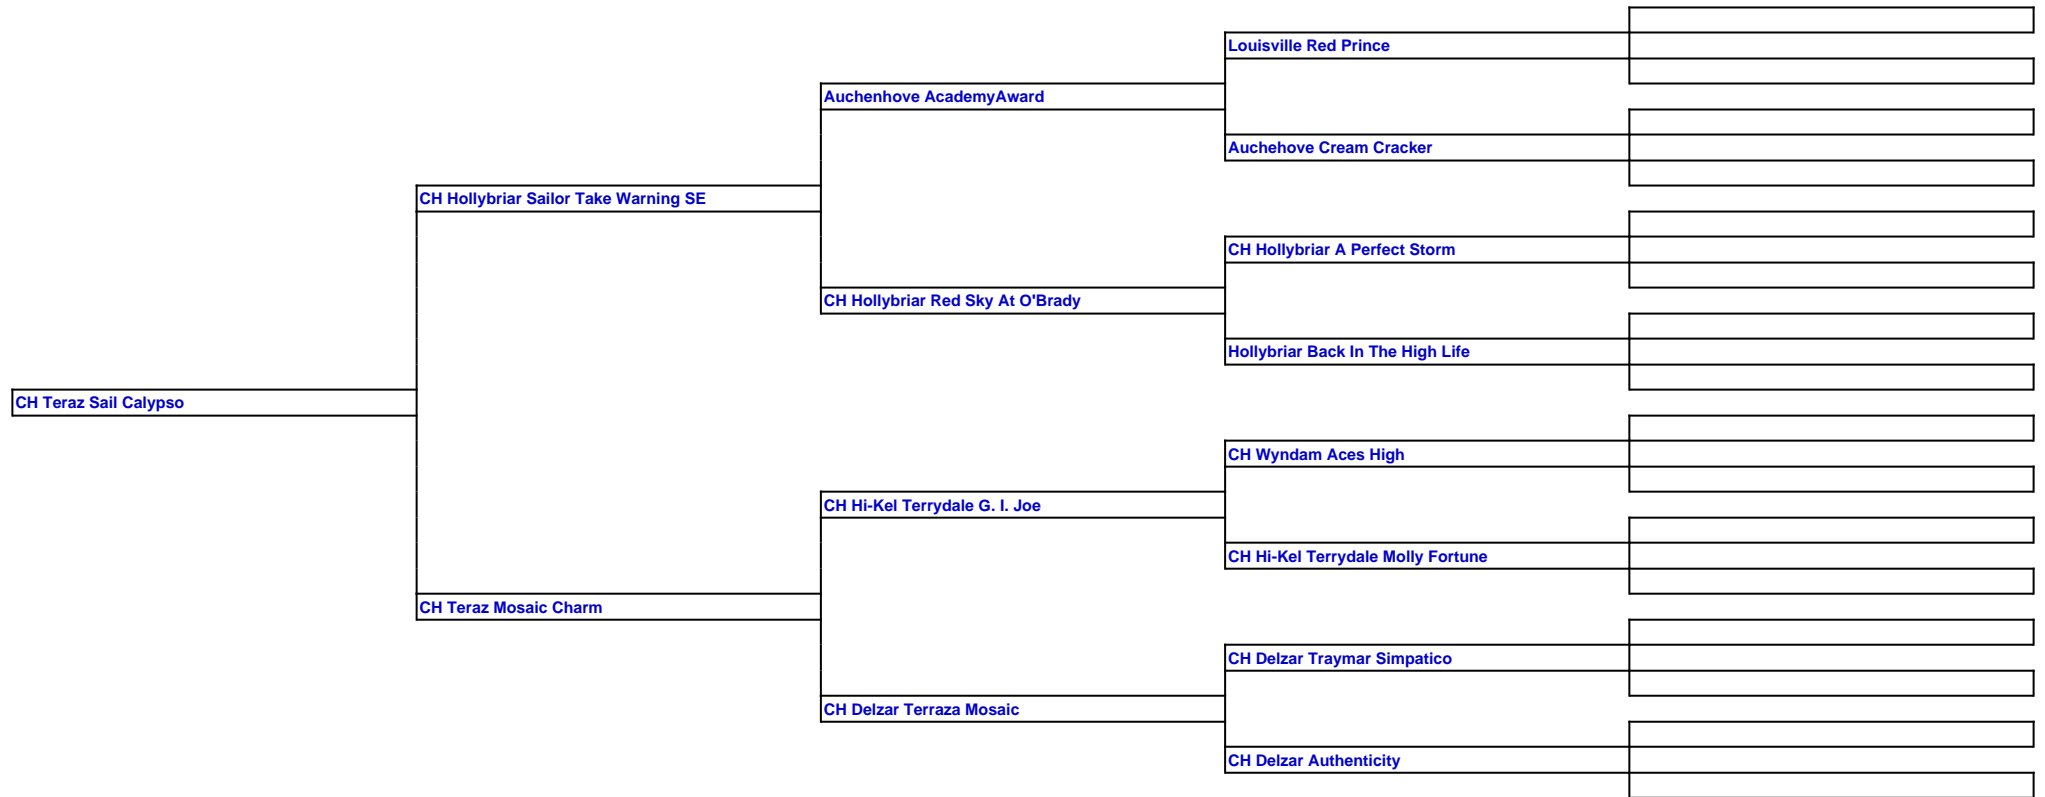 Louisville Red Prince
Auchenhove AcademyAward
Auchehove Cream Cracker
CH Hollybriar Sailor Take Warning SE
CH Hollybriar A Perfect Storm
CH Hollybriar Red Sky At O'Brady
Hollybriar Back In The High Life
CH Teraz Sail Calypso
CH Wyndam Aces High
CH Hi-Kel Terrydale G. I. Joe
CH Hi-Kel Terrydale Molly Fortune
CH Teraz Mosaic Charm
CH Delzar Traymar Simpatico
CH Delzar Terraza Mosaic
CH Delzar Authenticity